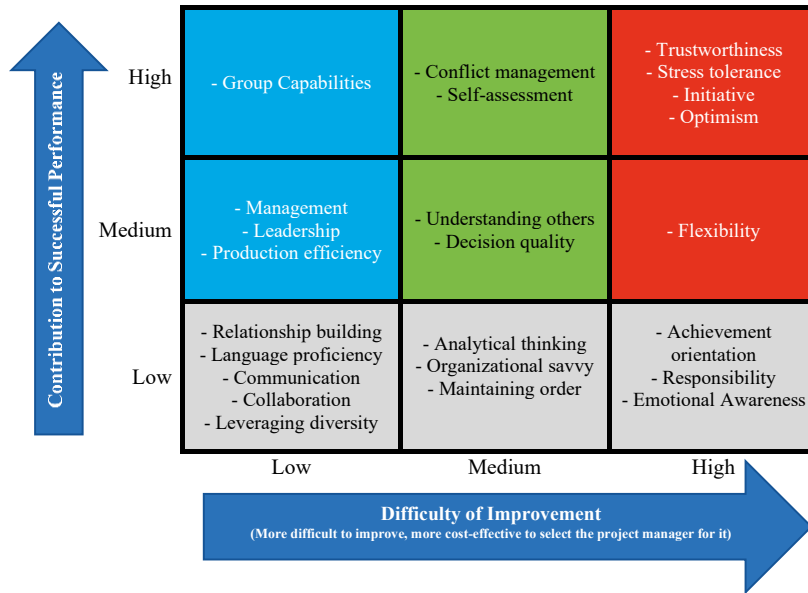 Contribution to Successful Performance
High
- Group Capabilities
- Conflict management
- Self-assessment
- Trustworthiness
- Stress tolerance
- Initiative
- Optimism
Medium
- Management
- Leadership
- Production efficiency
- Understanding others
- Decision quality
- Flexibility
Low
- Relationship building
- Language proficiency
- Communication
- Collaboration
- Leveraging diversity
- Analytical thinking
- Organizational savvy
- Maintaining order
- Achievement
orientation
- Responsibility
- Emotional Awareness
Low
Medium
High
Difficulty of Improvement
(More difficult to improve, more cost-effective to select the project manager for it)